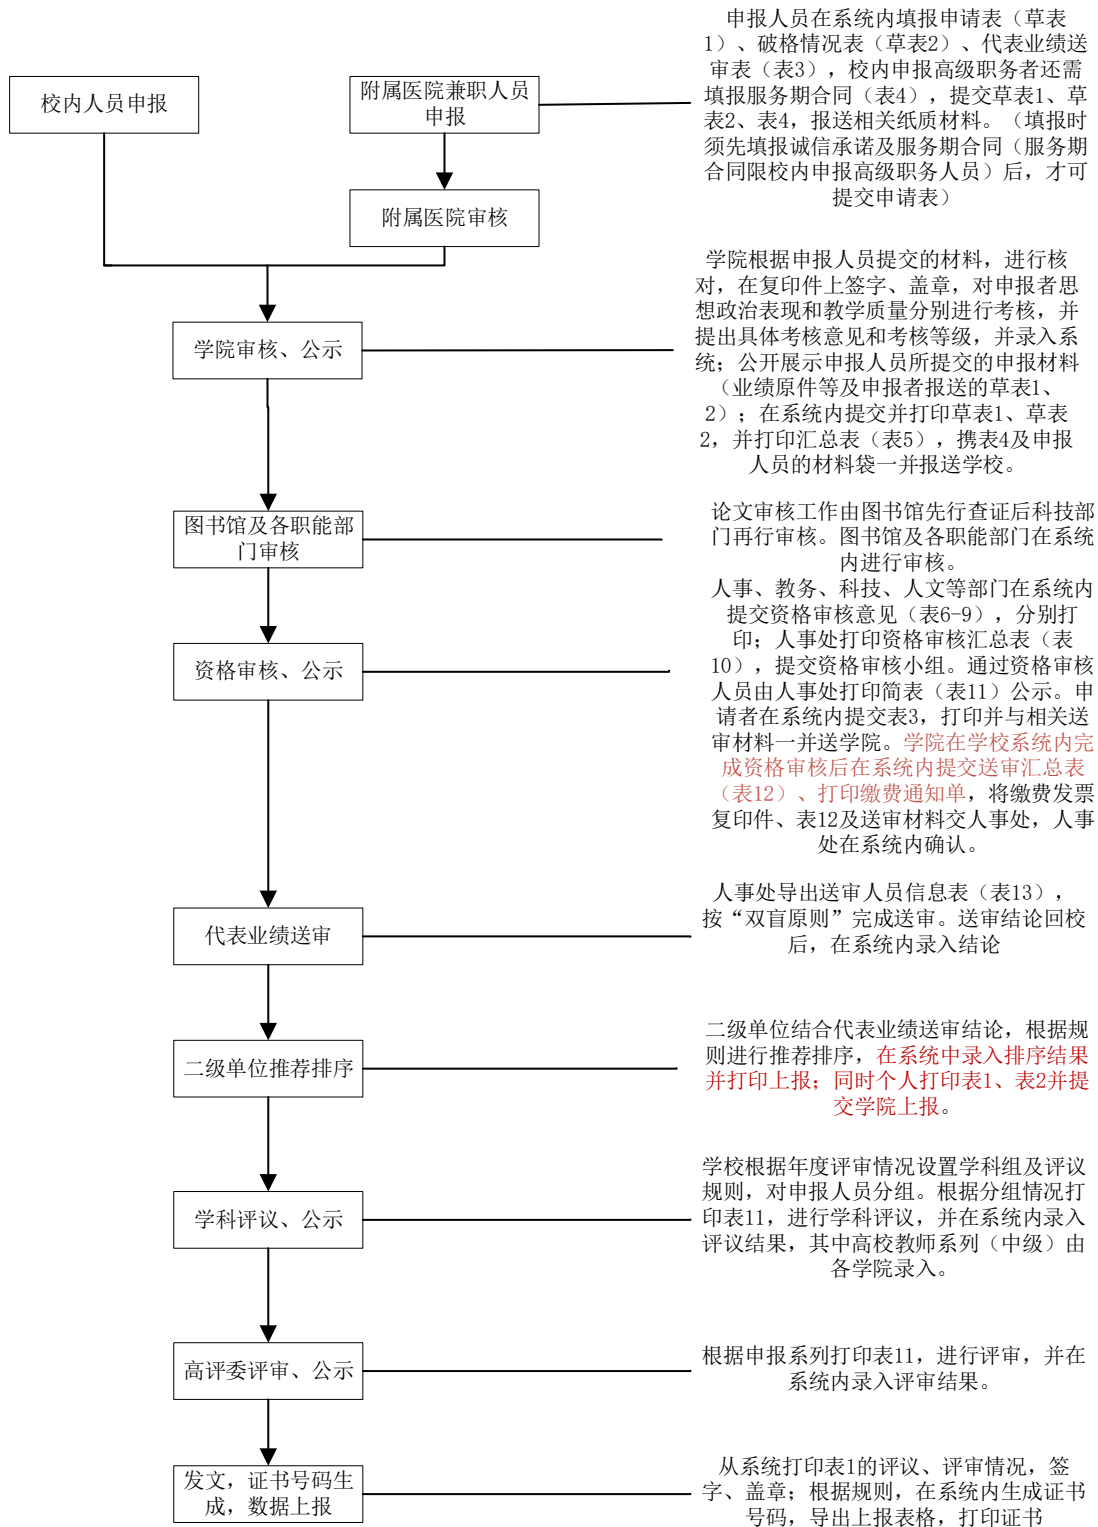 申报人员在系统内填报申请表（草表
1）、破格情况表（草表2）、代表业绩送
审表（表3），校内申报高级职务者还需
填报服务期合同（表4），提交草表1、草
表2、表4，报送相关纸质材料。（填报时
须先填报诚信承诺及服务期合同（服务期
合同限校内申报高级职务人员）后，才可
提交申请表）
校内人员申报
附属医院兼职人员
申报
附属医院审核
学院根据申报人员提交的材料，进行核
对，在复印件上签字、盖章，对申报者思
想政治表现和教学质量分别进行考核，并
提出具体考核意见和考核等级，并录入系
统；公开展示申报人员所提交的申报材料
（业绩原件等及申报者报送的草表1、
2）；在系统内提交并打印草表1、草表
2，并打印汇总表（表5），携表4及申报
人员的材料袋一并报送学校。
学院审核、公示
论文审核工作由图书馆先行查证后科技部
门再行审核。图书馆及各职能部门在系统
内进行审核。
图书馆及各职能部
门审核
人事、教务、科技、人文等部门在系统内
提交资格审核意见（表6-9），分别打
印；人事处打印资格审核汇总表（表
10），提交资格审核小组。通过资格审核
人员由人事处打印简表（表11）公示。申
请者在系统内提交表3，打印并与相关送
审材料一并送学院。学院在学校系统内完
成资格审核后在系统内提交送审汇总表
（表12）、打印缴费通知单，将缴费发票
复印件、表12及送审材料交人事处，人事
处在系统内确认。
资格审核、公示
人事处导出送审人员信息表（表13），
按“双盲原则”完成送审。送审结论回校
后，在系统内录入结论
代表业绩送审
二级单位结合代表业绩送审结论，根据规
则进行推荐排序，在系统中录入排序结果
并打印上报；同时个人打印表1、表2并提
交学院上报。
二级单位推荐排序
学校根据年度评审情况设置学科组及评议
规则，对申报人员分组。根据分组情况打
印表11，进行学科评议，并在系统内录入
评议结果，其中高校教师系列（中级）由
各学院录入。
学科评议、公示
根据申报系列打印表11，进行评审，并在
系统内录入评审结果。
高评委评审、公示
从系统打印表1的评议、评审情况，签
字、盖章；根据规则，在系统内生成证书
号码，导出上报表格，打印证书
发文，证书号码生
成，数据上报